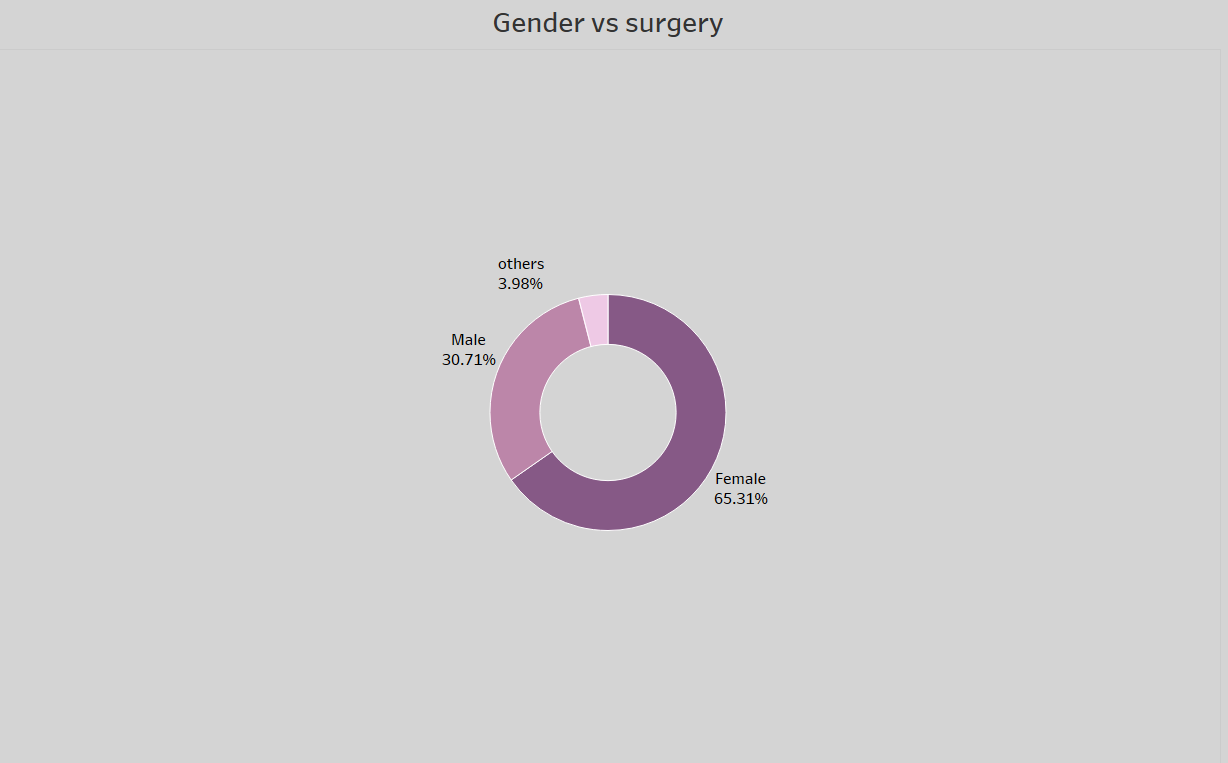 Gender vs surgery
others
3.98%
Male
30.71%
Female
65.31%